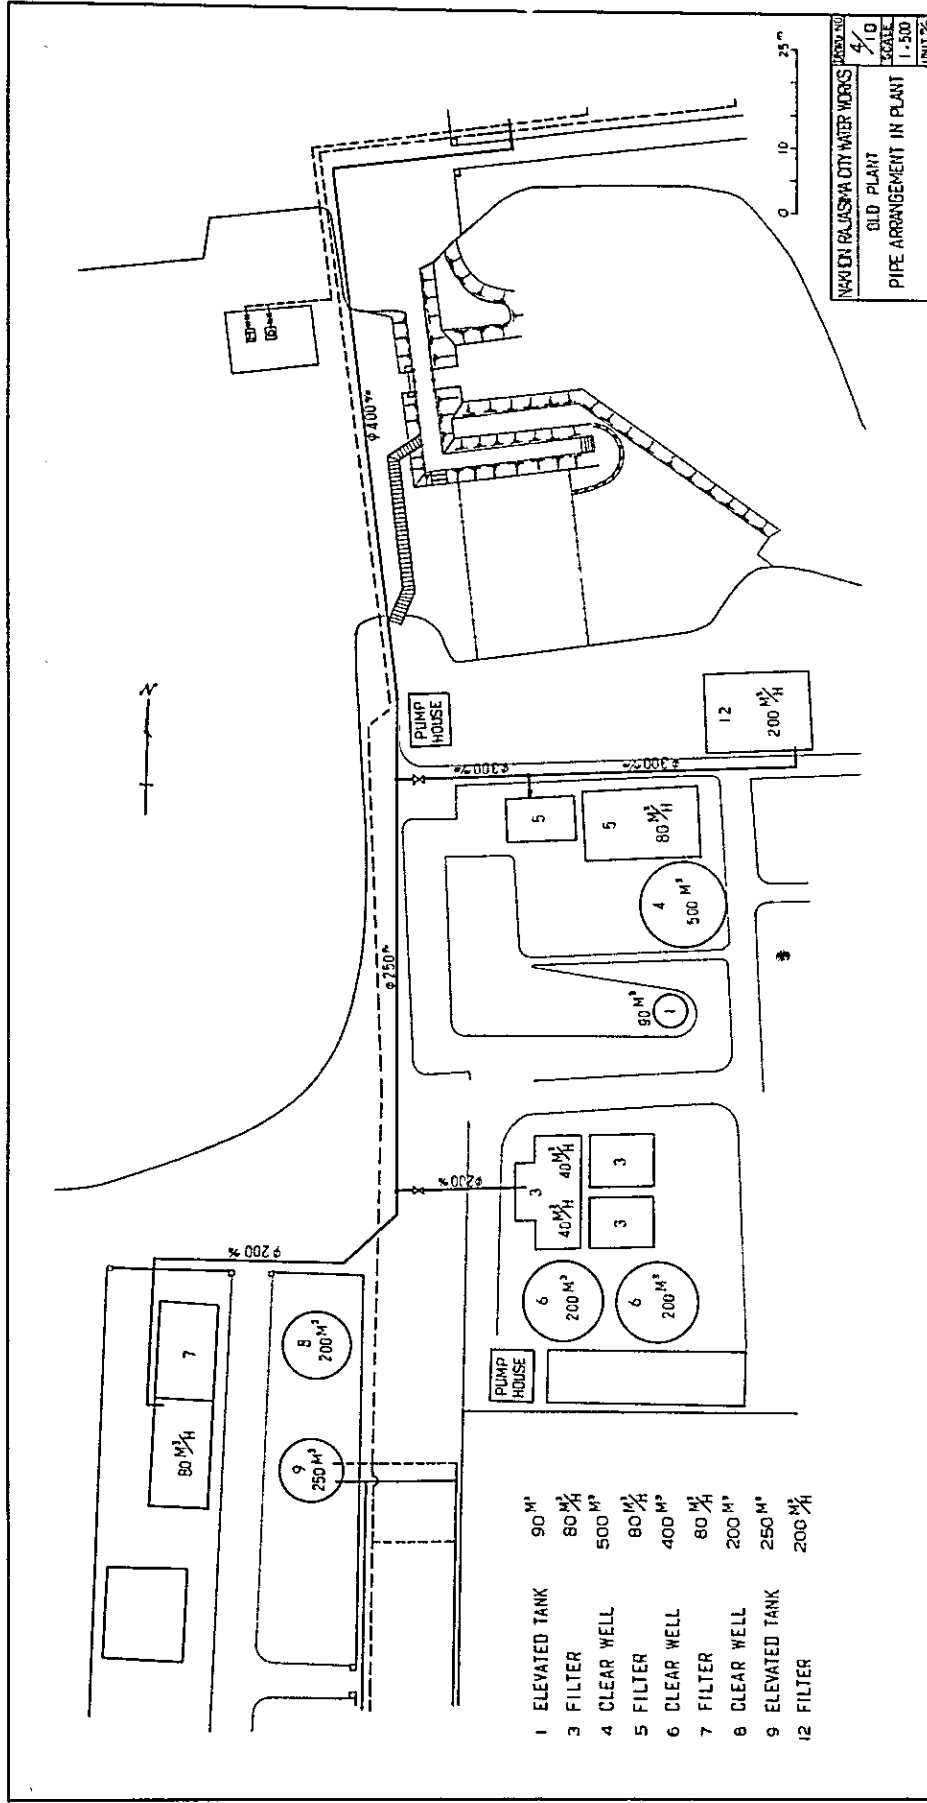 NAKHON RAJASIMA CITY WATER WORKS
OLD PLANT
PIPE ARRANGEMENT IN PLANT
DRAW. NO
4/10
SCALE
1:500
0 10 25 m
N
φ400 %
φ250 %
φ300 %
φ300 %
φ200 %
φ200 %
PUMP
HOUSE
12
200 M³/H
5
5
80 M³/H
4
500 M³
90 M³
1
3
40 M³/H 40 M³/H
3
3
6
200 M³
6
200 M³
PUMP
HOUSE
7
80 M³/H
8
200 M³
9
250 M³
1 ELEVATED TANK 90 M³
3 FILTER 80 M³/H
4 CLEAR WELL 500 M³
5 FILTER 80 M³/H
6 CLEAR WELL 400 M³
7 FILTER 80 M³/H
8 CLEAR WELL 200 M³
9 ELEVATED TANK 250 M³
12 FILTER 200 M³/H